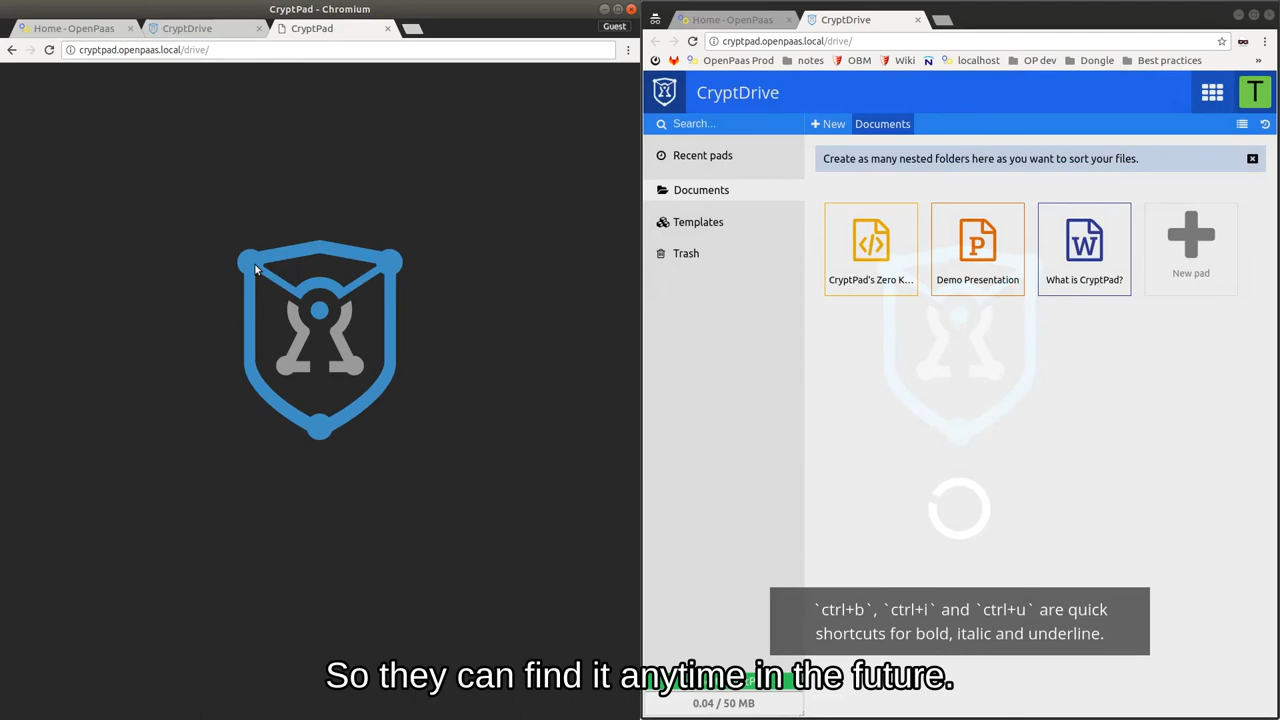 CryptPad - Chromium
Home - OpenPaas
CryptDrive
CryptPad
Guest
cryptpad.openpaas.local/drive/
Home - OpenPaas
CryptDrive
cryptpad.openpaas.local/drive/
OpenPaas Prod
notes
OBM
Wiki
localhost
OP dev
Dongle
Best practices
»
CryptDrive
T
Search...
+ New
Documents
Recent pads
Documents
Templates
Trash
Create as many nested folders here as you want to sort your files.
CryptPad's Zero K...
Demo Presentation
What is CryptPad?
New pad
`ctrl+b`, `ctrl+i` and `ctrl+u` are quick
shortcuts for bold, italic and underline.
So they can find it anytime in the future.
0.04 / 50 MB